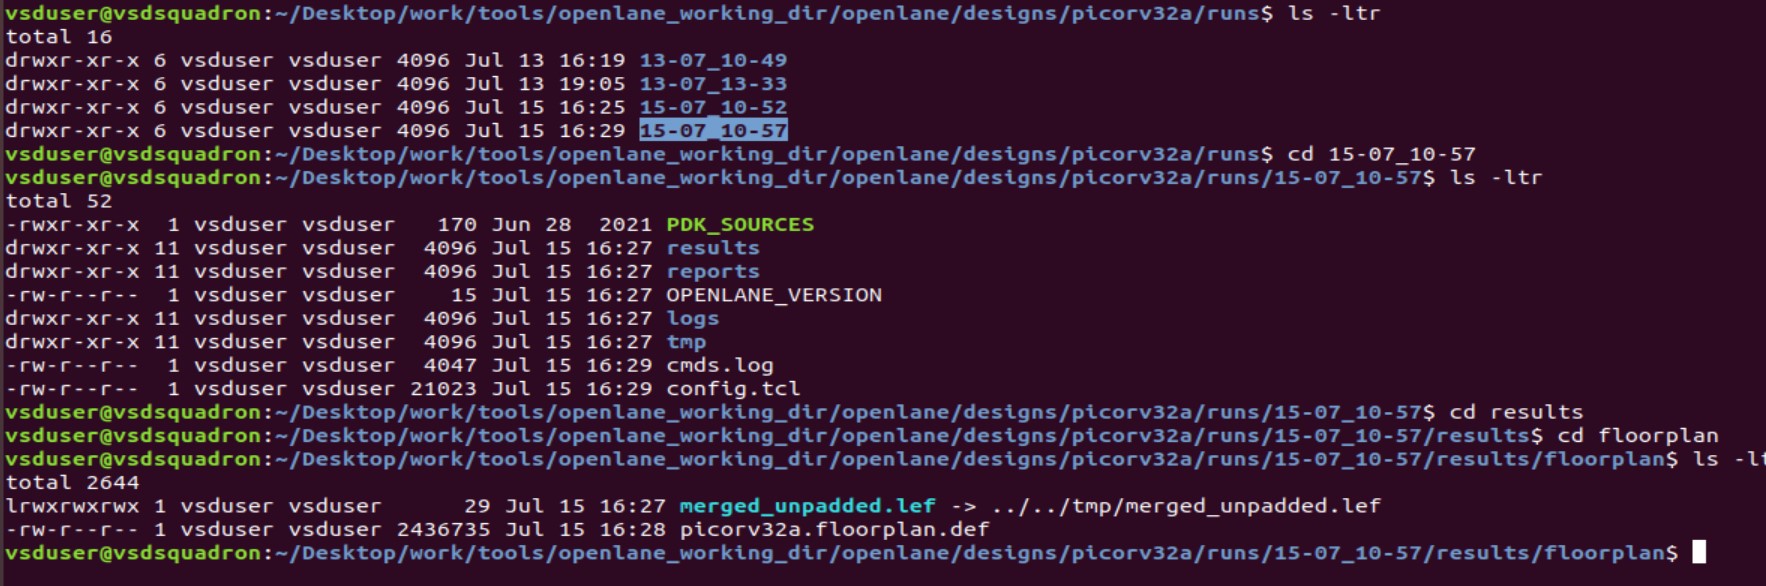 vsduser@vsdsquadron:~/Desktop/work/tools/openlane_working_dir/openlane/designs/picorv32a/runs$ ls -ltr
total 16
drwxr-xr-x 6 vsduser vsduser 4096 Jul 13 16:19 13-07_10-49
drwxr-xr-x 6 vsduser vsduser 4096 Jul 13 19:05 13-07_13-33
drwxr-xr-x 6 vsduser vsduser 4096 Jul 15 16:25 15-07_10-52
drwxr-xr-x 6 vsduser vsduser 4096 Jul 15 16:29 15-07_10-57
vsduser@vsdsquadron:~/Desktop/work/tools/openlane_working_dir/openlane/designs/picorv32a/runs$ cd 15-07_10-57
vsduser@vsdsquadron:~/Desktop/work/tools/openlane_working_dir/openlane/designs/picorv32a/runs/15-07_10-57$ ls -ltr
total 52
-rwxr-xr-x  1 vsduser vsduser   170 Jun 28  2021 PDK_SOURCES
drwxr-xr-x 11 vsduser vsduser  4096 Jul 15 16:27 results
drwxr-xr-x 11 vsduser vsduser  4096 Jul 15 16:27 reports
-rw-r--r--  1 vsduser vsduser    15 Jul 15 16:27 OPENLANE_VERSION
drwxr-xr-x 11 vsduser vsduser  4096 Jul 15 16:27 logs
drwxr-xr-x 11 vsduser vsduser  4096 Jul 15 16:27 tmp
-rw-r--r--  1 vsduser vsduser  4047 Jul 15 16:29 cmds.log
-rw-r--r--  1 vsduser vsduser 21023 Jul 15 16:29 config.tcl
vsduser@vsdsquadron:~/Desktop/work/tools/openlane_working_dir/openlane/designs/picorv32a/runs/15-07_10-57$ cd results
vsduser@vsdsquadron:~/Desktop/work/tools/openlane_working_dir/openlane/designs/picorv32a/runs/15-07_10-57/results$ cd floorplan
vsduser@vsdsquadron:~/Desktop/work/tools/openlane_working_dir/openlane/designs/picorv32a/runs/15-07_10-57/results/floorplan$ ls -lt
total 2644
lrwxrwxrwx 1 vsduser vsduser      29 Jul 15 16:27 merged_unpadded.lef -> ../../tmp/merged_unpadded.lef
-rw-r--r-- 1 vsduser vsduser 2436735 Jul 15 16:28 picorv32a.floorplan.def
vsduser@vsdsquadron:~/Desktop/work/tools/openlane_working_dir/openlane/designs/picorv32a/runs/15-07_10-57/results/floorplan$